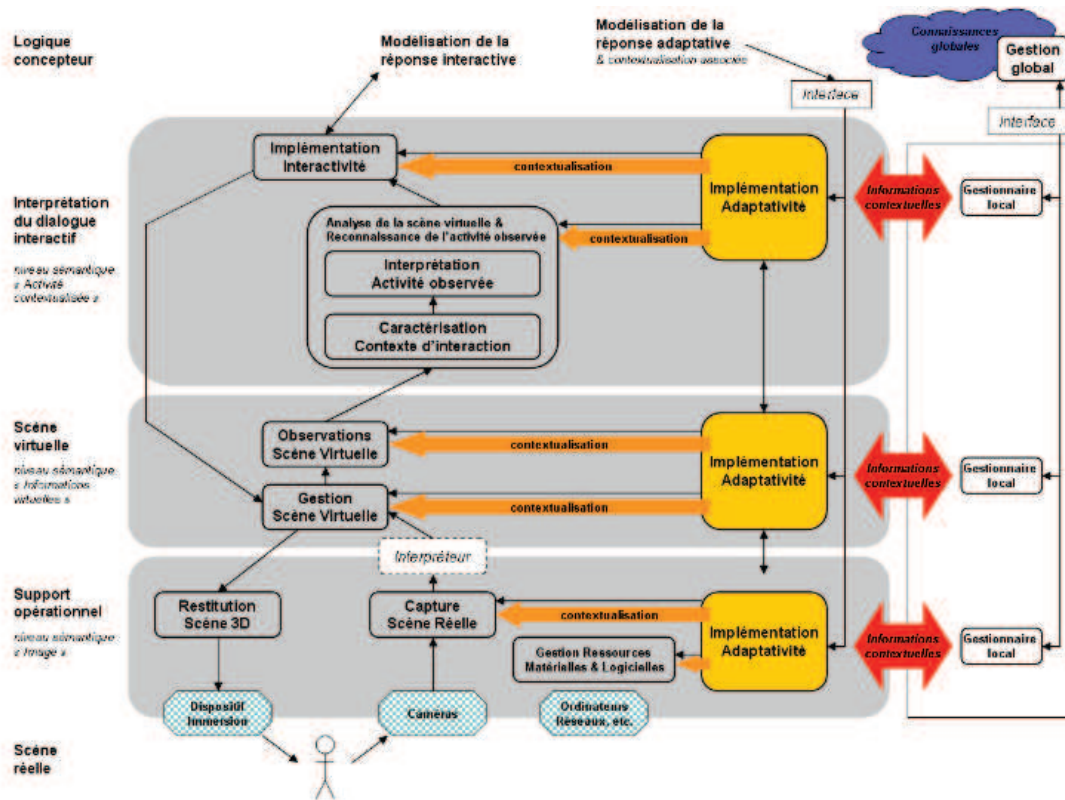 Logique
concepteur
Modélisation de la
réponse interactive
Modélisation de la
réponse adaptative
& contextualisation associée
Connaissances
globales
Gestion
global
Interface
Interface
Interprétation
du dialogue
interactif
niveau sémantique
« Activité
contextualisée »
Implémentation
Interactivité
contextualisation
Implémentation
Adaptativité
Informations
contextuelles
Gestionnaire
local
Analyse de la scène virtuelle &
Reconnaissance de l'activité observée
contextualisation
Interprétation
Activité observée
Caractérisation
Contexte d'interaction
Scène
virtuelle
niveau sémantique
« Informations
virtuelles »
Observations
Scène Virtuelle
contextualisation
Implémentation
Adaptativité
Informations
contextuelles
Gestionnaire
local
Gestion
Scène Virtuelle
contextualisation
Interpréteur
Support
opérationnel
niveau sémantique
« Image »
Restitution
Scène 3D
Capture
Scène Réelle
contextualisation
Implémentation
Adaptativité
Informations
contextuelles
Gestionnaire
local
Gestion Ressources
Matérielles & Logicielles
Dispositif
Immersion
Caméras
Ordinateurs
Réseaux, etc.
Scène
réelle